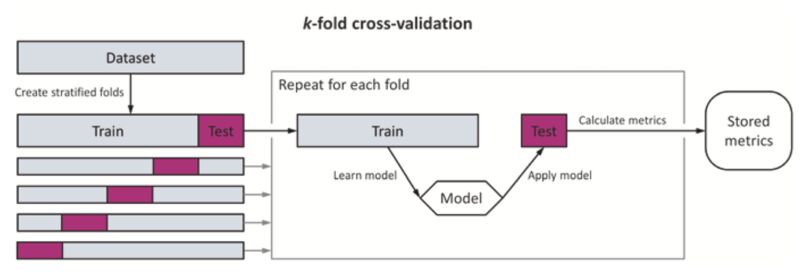 k-fold cross-validation
Dataset
Create stratified folds
Train
Test
Repeat for each fold
Train
Test
Calculate metrics
Stored
metrics
Learn model
Apply model
Model